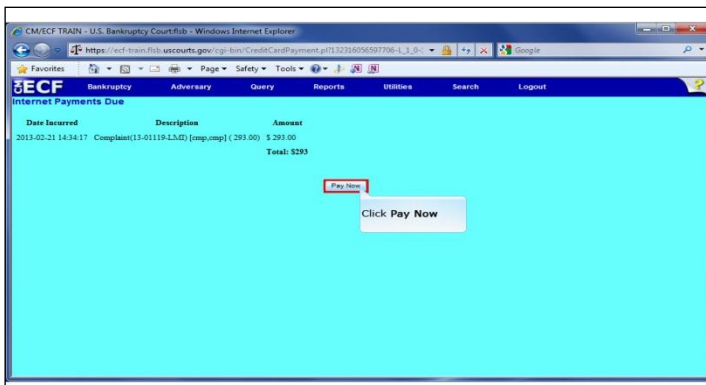 CM/ECF TRAIN - U.S. Bankruptcy Court:flsb - Windows Internet Explorer
https://ecf-train.flsb.uscourts.gov/cgi-bin/CreditCardPayment.pl?132316056597706-L_1_0-: Google
Favorites Page Safety Tools
ECF Bankruptcy Adversary Query Reports Utilities Search Logout ?
Internet Payments Due
Date Incurred Description Amount
2013-02-21 14:34:17 Complaint(13-01119-LMI) [cmp,cmp] ( 293.00) $ 293.00
Total: $293
Pay Now
Click Pay Now